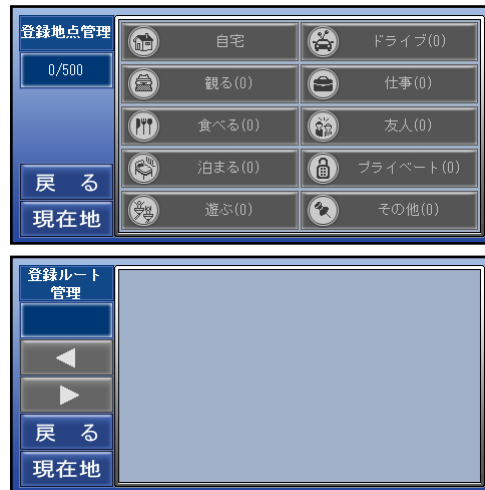 登録地点管理
0/500
自宅
ドライブ(0)
観る(0)
仕事(0)
食べる(0)
友人(0)
泊まる(0)
プライベート(0)
遊ぶ(0)
その他(0)
戻 る
現在地
登録ルート
管理
戻 る
現在地